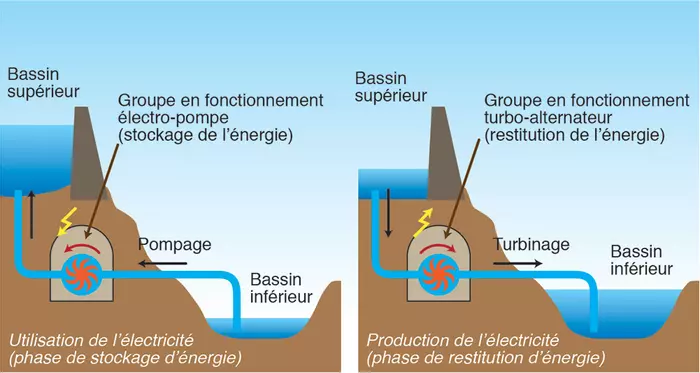 Bassin
supérieur
Groupe en fonctionnement
électro-pompe
(stockage de l’énergie)
Pompage
Bassin
inférieur
Utilisation de l’électricité
(phase de stockage d’énergie)
Bassin
supérieur
Groupe en fonctionnement
turbo-alternateur
(restitution de l’énergie)
Turbinage
Bassin
inférieur
Production de l’électricité
(phase de restitution d’énergie)